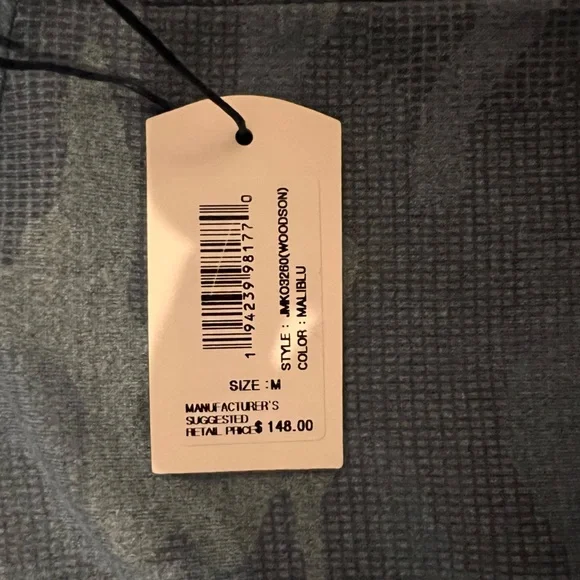 1 94239 98177 0
STYLE : JMK03260(WOODSON)
COLOR : MALIBLU
SIZE : M
MANUFACTURER'S
SUGGESTED
RETAIL PRICE$ 148.00